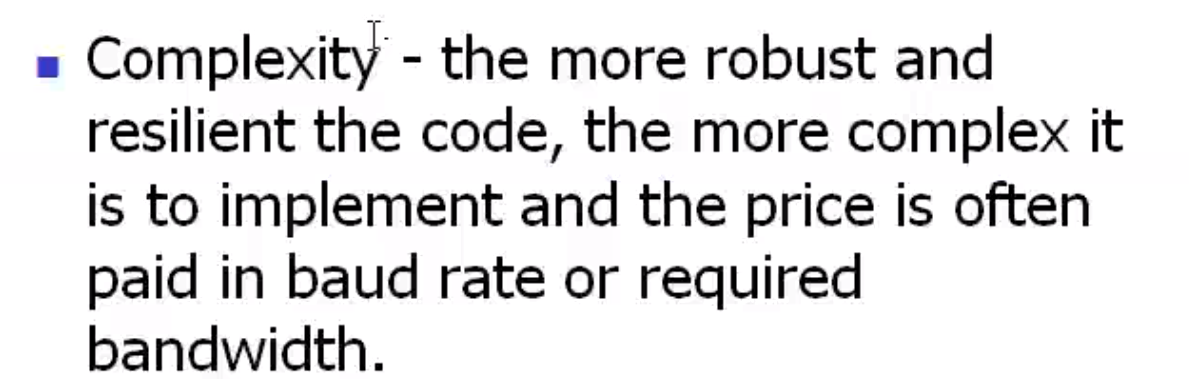 Complexity - the more robust and
resilient the code, the more complex it
is to implement and the price is often
paid in baud rate or required
bandwidth.